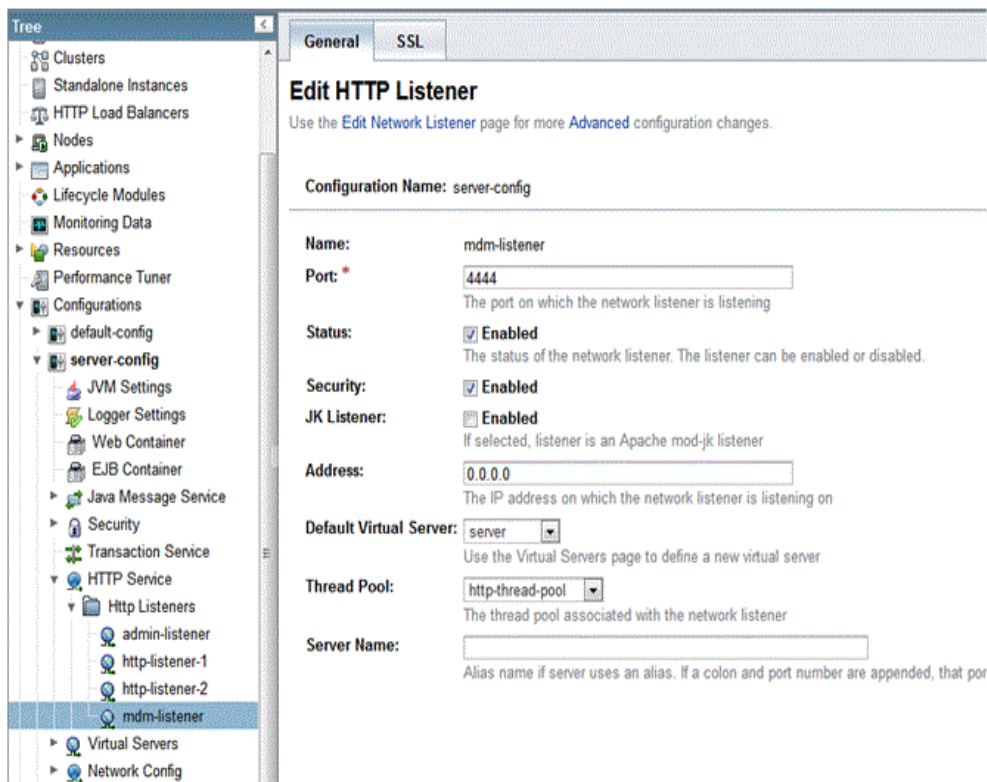 Tree
Clusters
Standalone Instances
HTTP Load Balancers
Nodes
Applications
Lifecycle Modules
Monitoring Data
Resources
Performance Tuner
Configurations
default-config
server-config
JVM Settings
Logger Settings
Web Container
EJB Container
Java Message Service
Security
Transaction Service
HTTP Service
Http Listeners
admin-listener
http-listener-1
http-listener-2
mdm-listener
Virtual Servers
Network Config
General SSL
Edit HTTP Listener
Use the Edit Network Listener page for more Advanced configuration changes.
Configuration Name: server-config
Name: mdm-listener
Port: * 4444
The port on which the network listener is listening
Status: Enabled
The status of the network listener. The listener can be enabled or disabled.
Security: Enabled
JK Listener: Enabled
If selected, listener is an Apache mod-jk listener
Address: 0.0.0.0
The IP address on which the network listener is listening on
Default Virtual Server: server
Use the Virtual Servers page to define a new virtual server
Thread Pool: http-thread-pool
The thread pool associated with the network listener
Server Name:
Alias name if server uses an alias. If a colon and port number are appended, that por